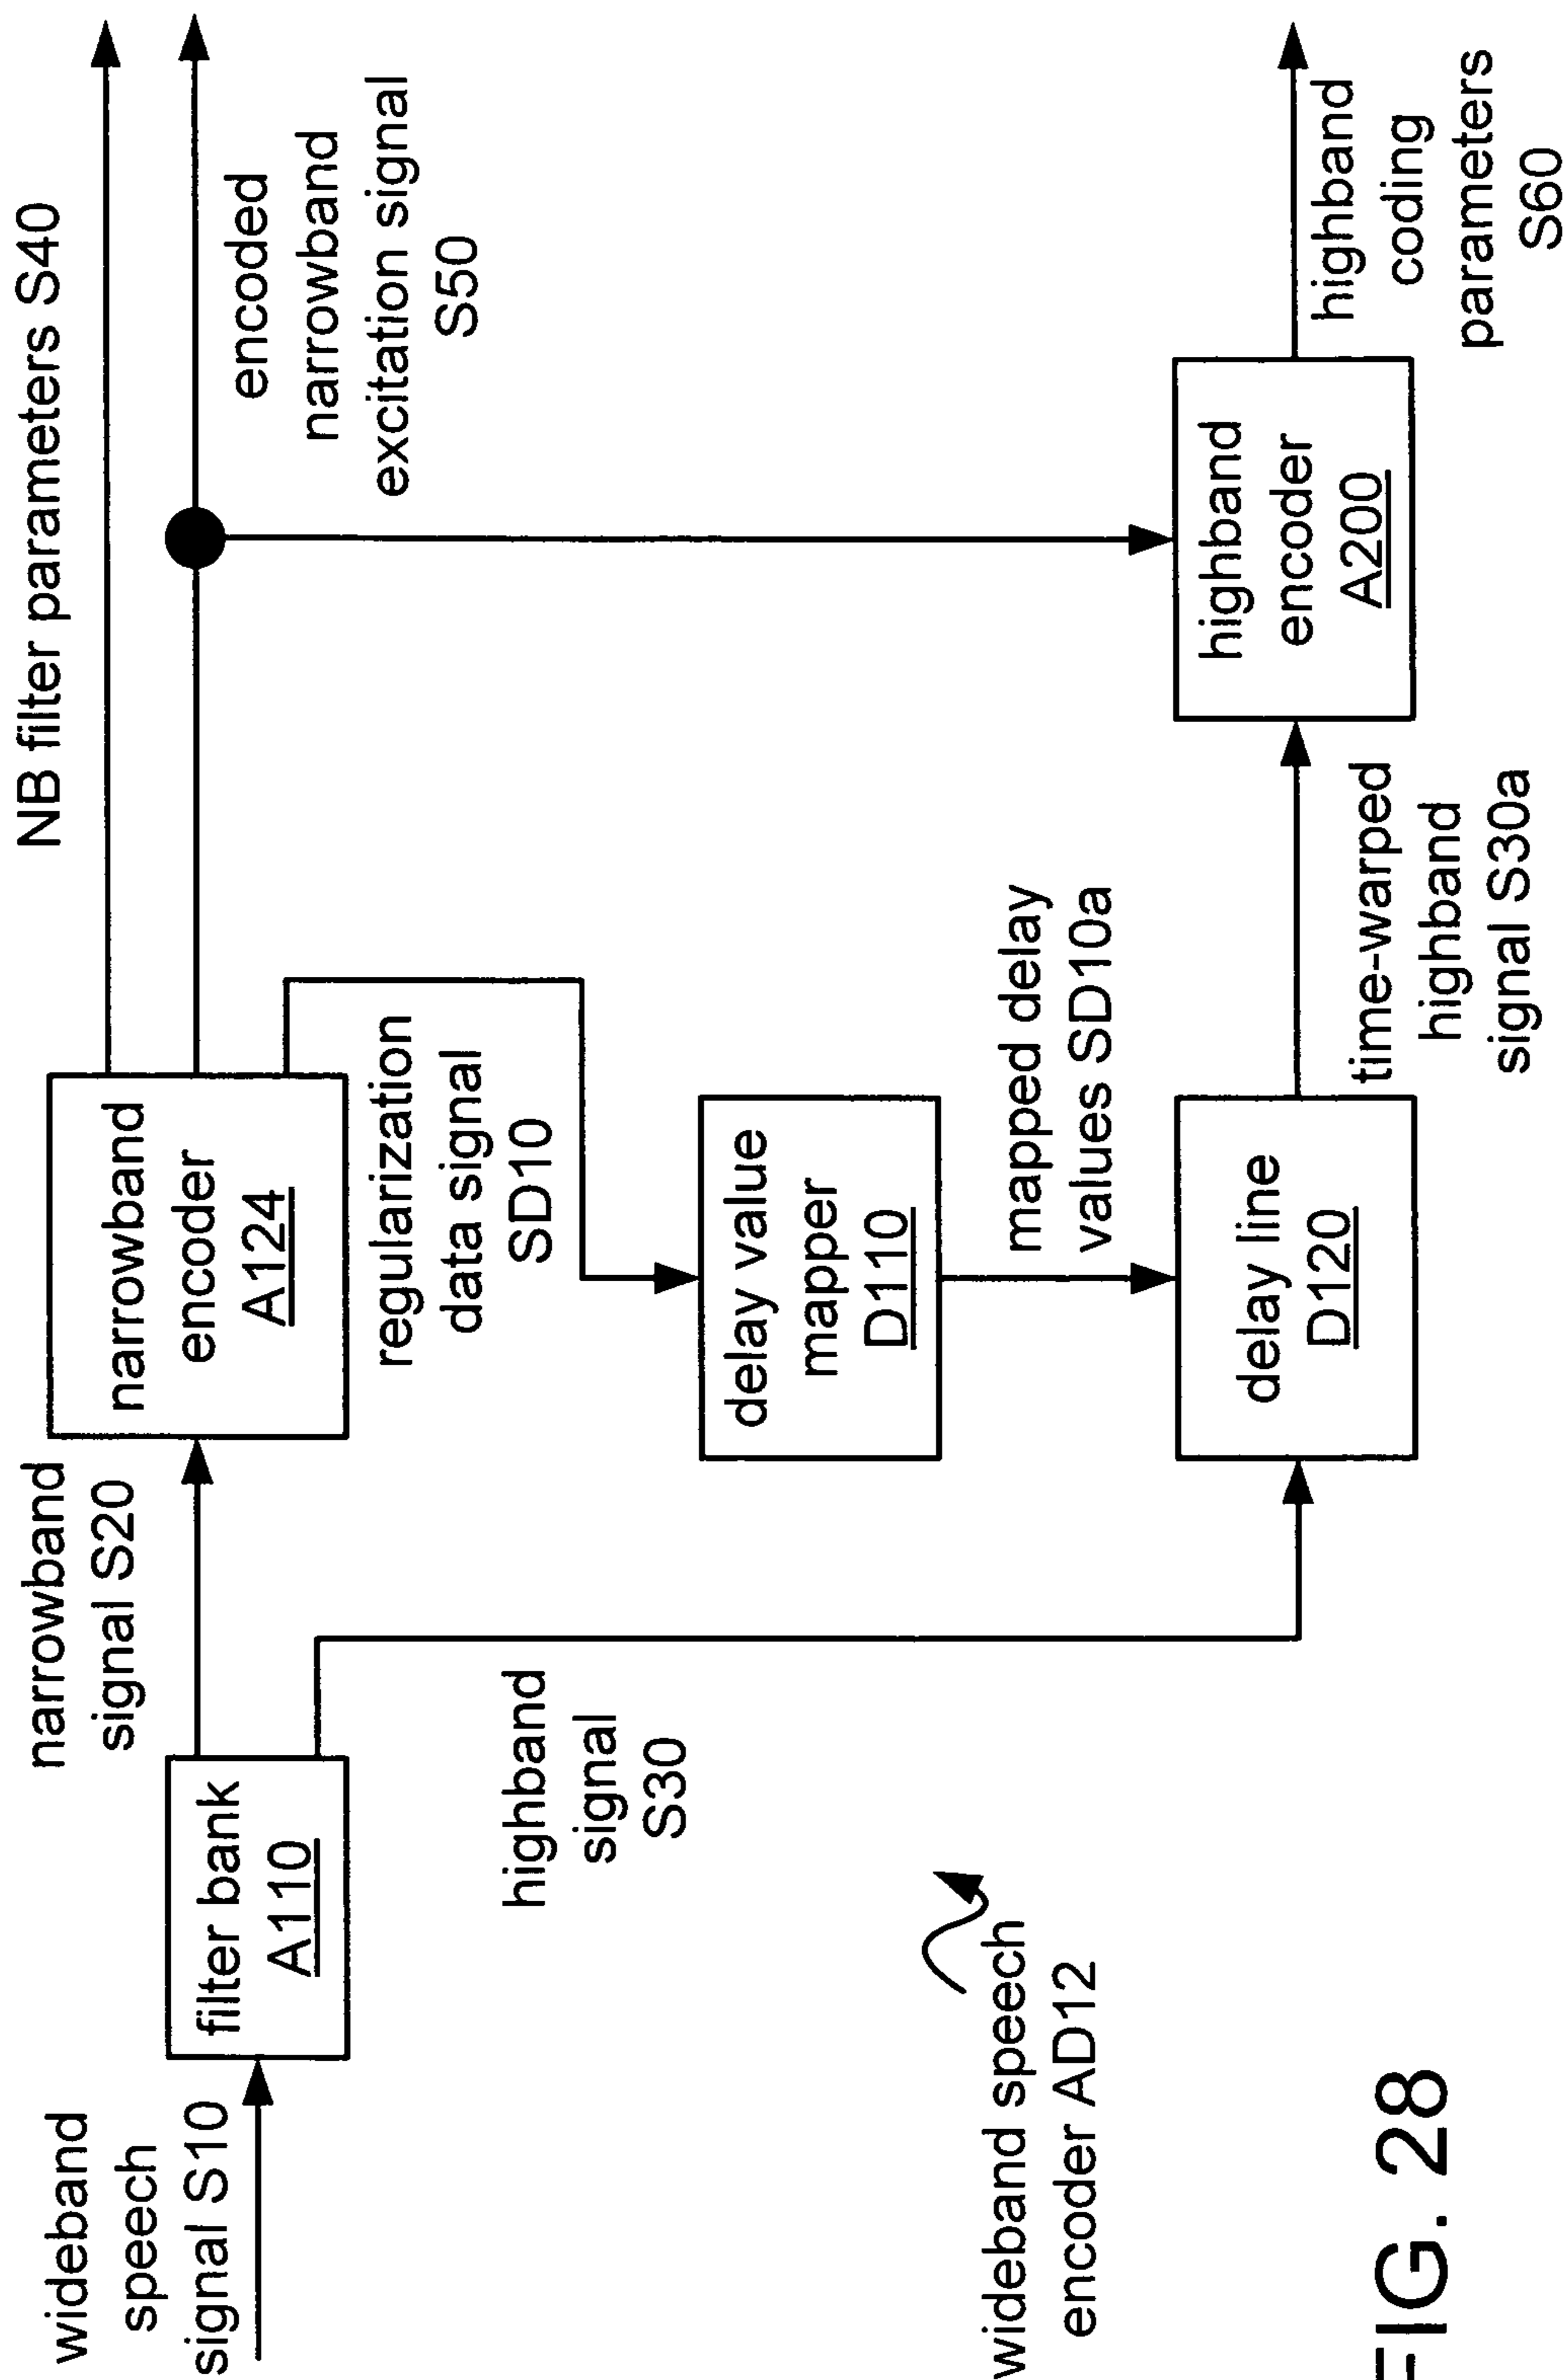 NB filter parameters S40
wideband
speech
signal S10
filter bank
A110
narrowband
signal S20
narrowband
encoder
A124
encoded
narrowband
excitation signal
S50
highband
signal
S30
regularization
data signal
SD10
delay value
mapper
D110
mapped delay
values SD10a
delay line
D120
time-warped
highband
signal S30a
highband
encoder
A200
highband
coding
parameters
S60
wideband speech
encoder AD12
FIG. 28